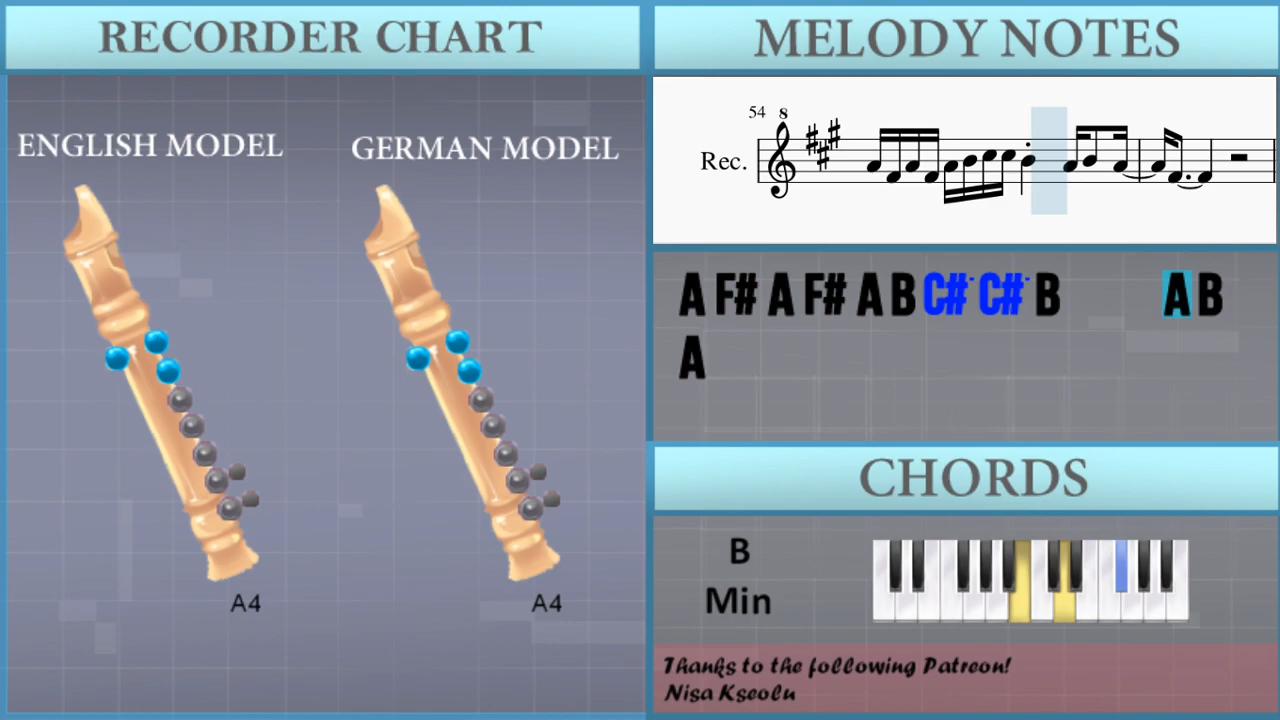 RECORDER CHART
ENGLISH MODEL
GERMAN MODEL
A4
A4
MELODY NOTES
54
8
Rec.
A F# A F# A B C#- C#- B A B
A
CHORDS
B
Min
Thanks to the following Patreon!
Nisa Kseolu